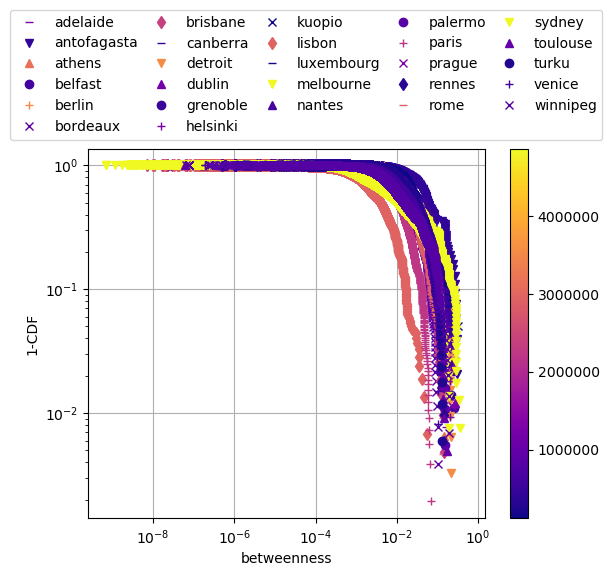 adelaide brisbane kuopio palermo sydney
antofagasta canberra lisbon paris toulouse
athens detroit luxembourg prague turku
belfast dublin melbourne rennes venice
berlin grenoble nantes rome winnipeg
bordeaux helsinki
10⁰
10⁻¹
10⁻²
1-CDF
10⁻⁸ 10⁻⁶ 10⁻⁴ 10⁻² 10⁰
betweenness
4000000
3000000
2000000
1000000